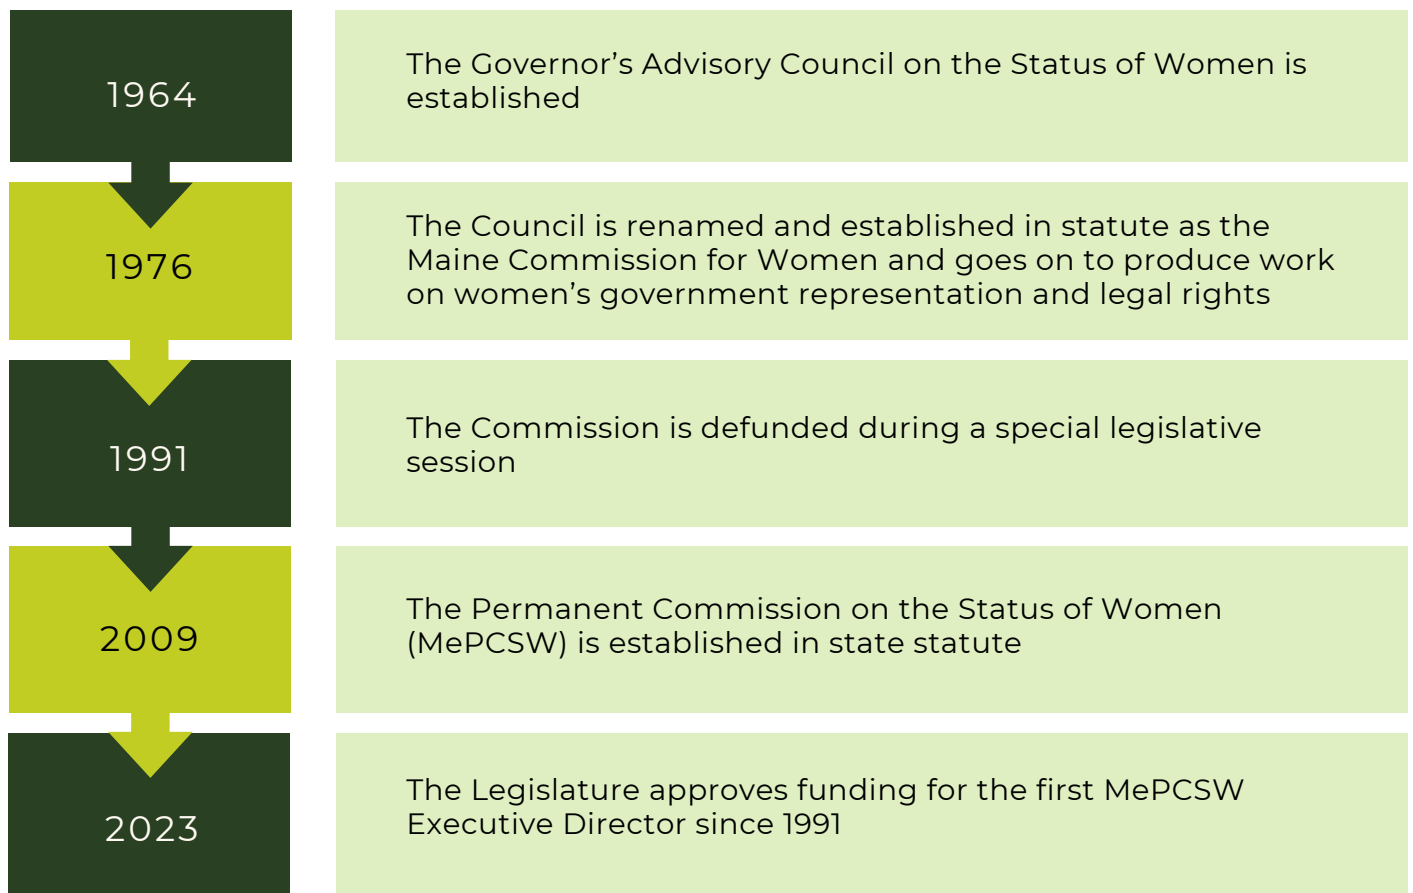 1964
The Governor’s Advisory Council on the Status of Women is
established
1976
The Council is renamed and established in statute as the
Maine Commission for Women and goes on to produce work
on women’s government representation and legal rights
1991
The Commission is defunded during a special legislative
session
2009
The Permanent Commission on the Status of Women
(MePCSW) is established in state statute
2023
The Legislature approves funding for the first MePCSW
Executive Director since 1991